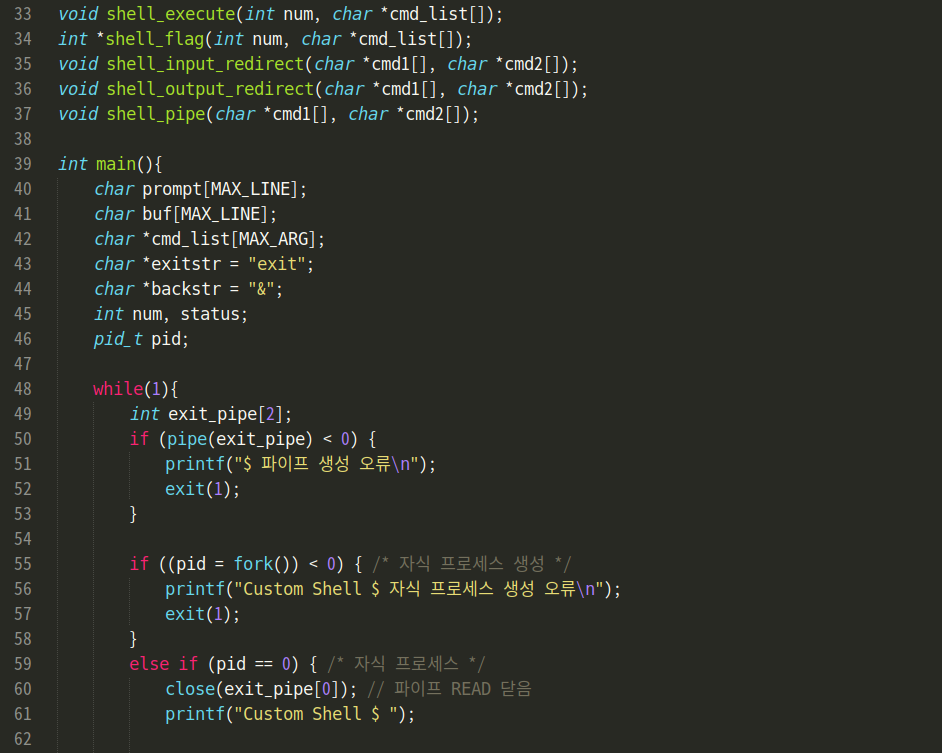 33 void shell_execute(int num, char *cmd_list[]);
34 int *shell_flag(int num, char *cmd_list[]);
35 void shell_input_redirect(char *cmd1[], char *cmd2[]);
36 void shell_output_redirect(char *cmd1[], char *cmd2[]);
37 void shell_pipe(char *cmd1[], char *cmd2[]);
38
39 int main(){
40 char prompt[MAX_LINE];
41 char buf[MAX_LINE];
42 char *cmd_list[MAX_ARG];
43 char *exitstr = "exit";
44 char *backstr = "&";
45 int num, status;
46 pid_t pid;
47
48 while(1){
49 int exit_pipe[2];
50 if (pipe(exit_pipe) < 0) {
51 printf("$ 파이프 생성 오류\n");
52 exit(1);
53 }
54
55 if ((pid = fork()) < 0) { /* 자식 프로세스 생성 */
56 printf("Custom Shell $ 자식 프로세스 생성 오류\n");
57 exit(1);
58 }
59 else if (pid == 0) { /* 자식 프로세스 */
60 close(exit_pipe[0]); // 파이프 READ 닫음
61 printf("Custom Shell $ ");
62